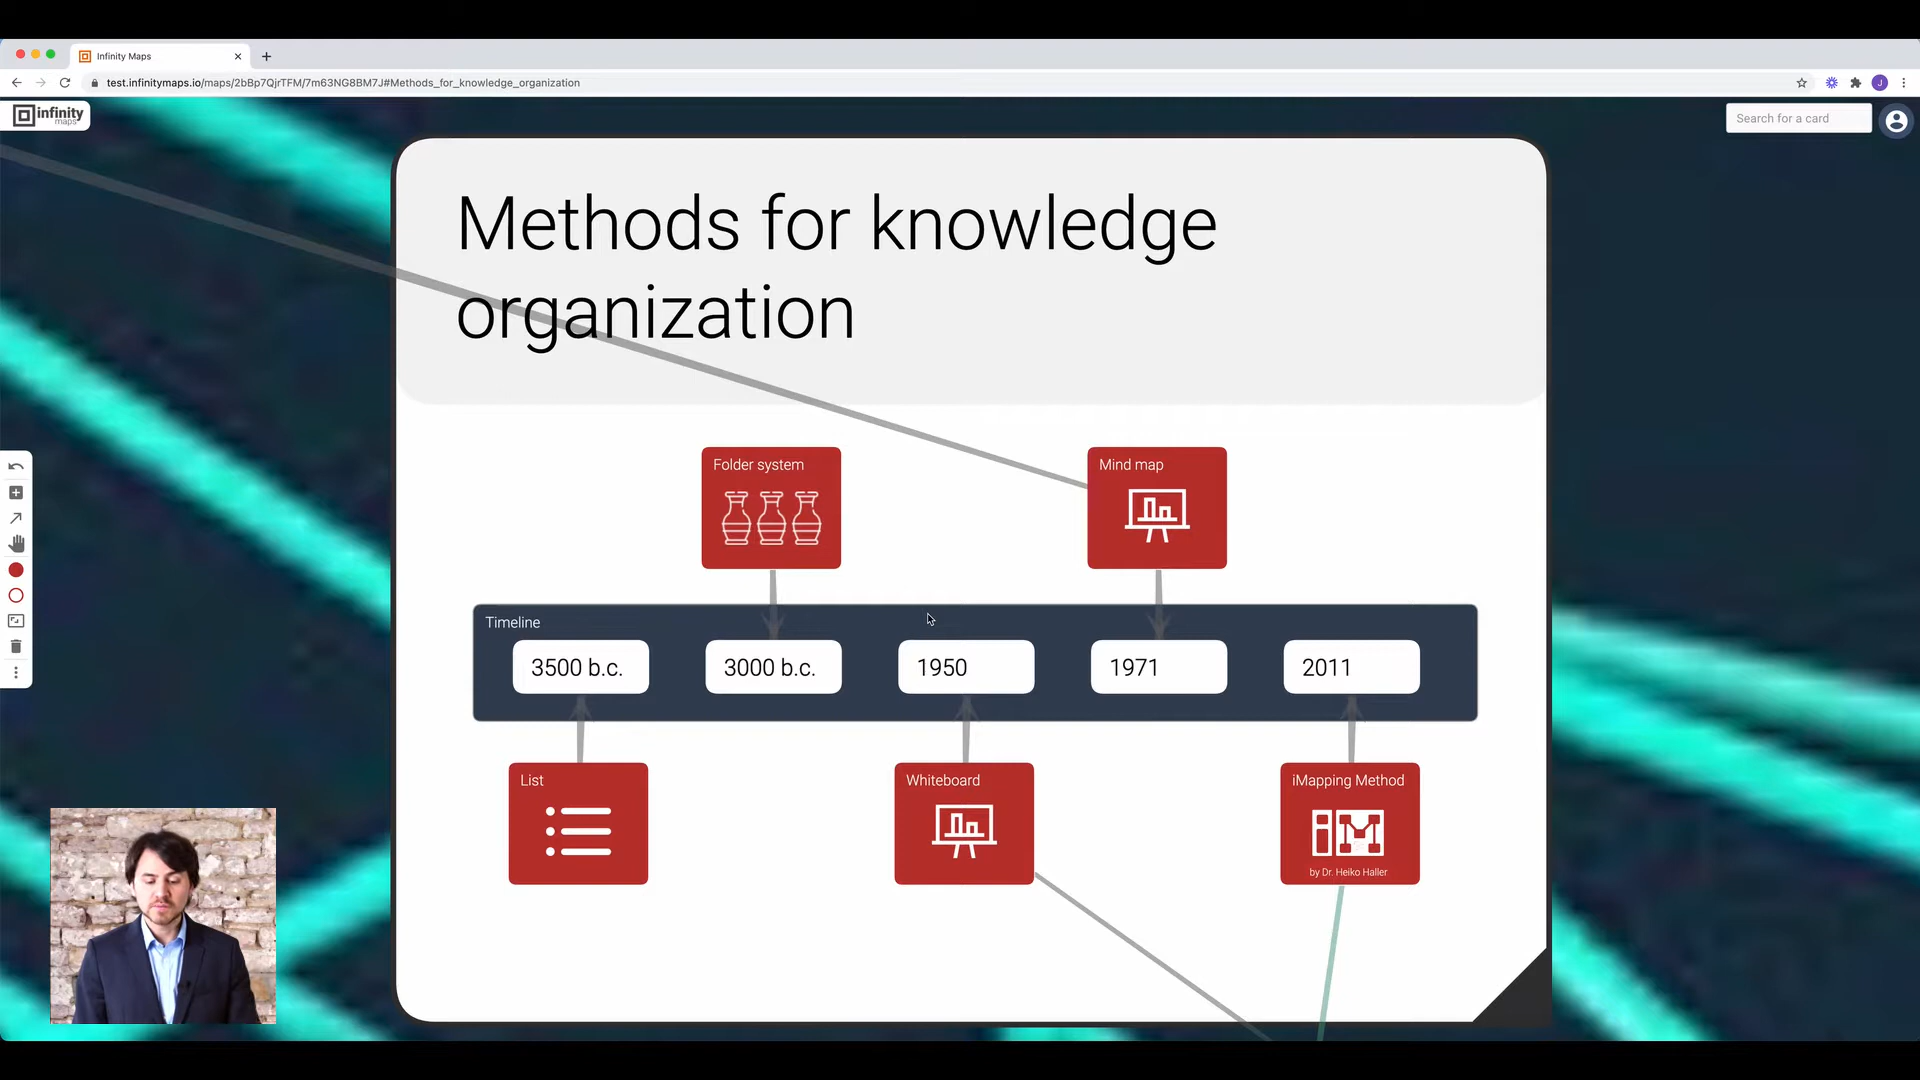 Infinity Maps
test.infinitymaps.io/maps/2bBp7QjrTFM/7m63NG8BM7J#Methods_for_knowledge_organization
J
infinity
maps
Search for a card
Methods for knowledge
organization
Folder system
Mind map
Timeline
3500 b.c.
3000 b.c.
1950
1971
2011
List
Whiteboard
iMapping Method
iM
by Dr. Heiko Haller